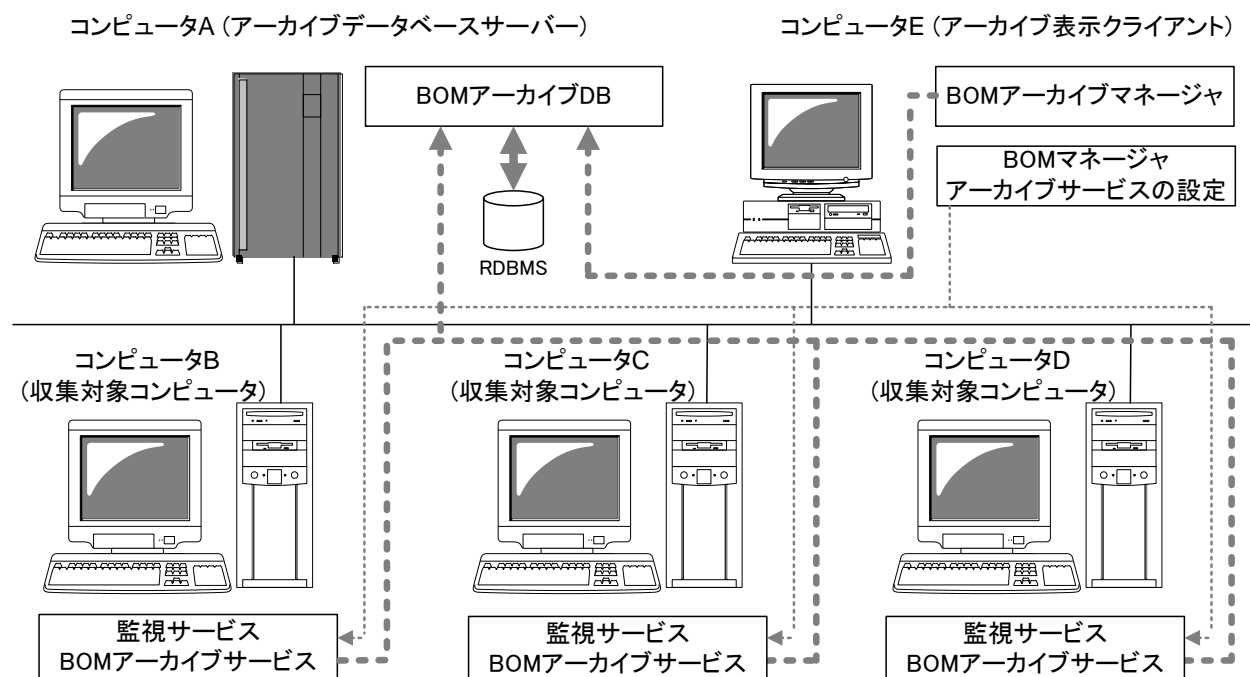 コンピュータA（アーカイブデータベースサーバー）
コンピュータE（アーカイブ表示クライアント）
BOMアーカイブDB
BOMアーカイブマネージャ
BOMマネージャ
アーカイブサービスの設定
RDBMS
コンピュータB
（収集対象コンピュータ）
コンピュータC
（収集対象コンピュータ）
コンピュータD
（収集対象コンピュータ）
監視サービス
BOMアーカイブサービス
監視サービス
BOMアーカイブサービス
監視サービス
BOMアーカイブサービス